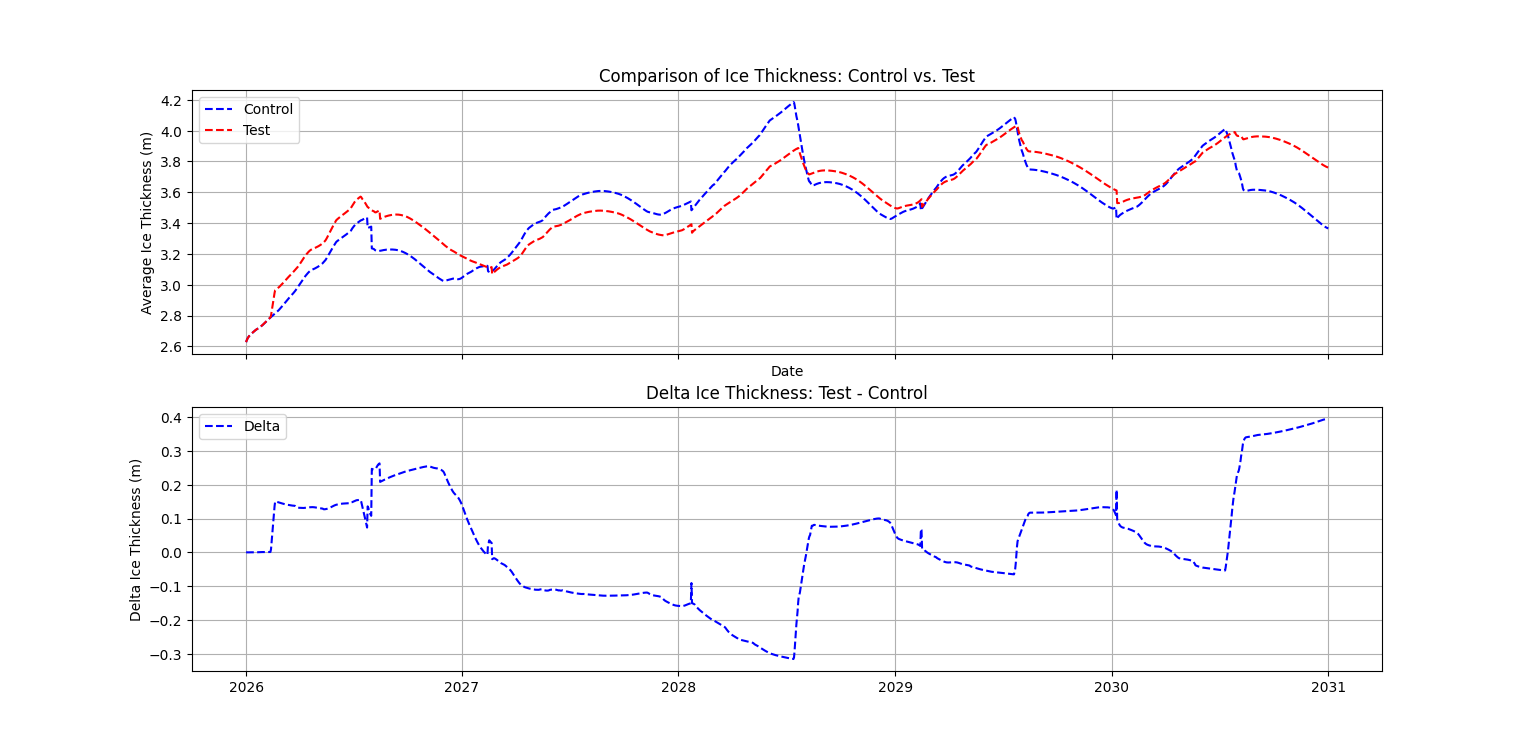 Comparison of Ice Thickness: Control vs. Test
Average Ice Thickness (m)
4.2
4.0
3.8
3.6
3.4
3.2
3.0
2.8
2.6
Control
Test
Date
Delta Ice Thickness: Test - Control
Delta Ice Thickness (m)
0.4
0.3
0.2
0.1
0.0
−0.1
−0.2
−0.3
Delta
2026 2027 2028 2029 2030 2031